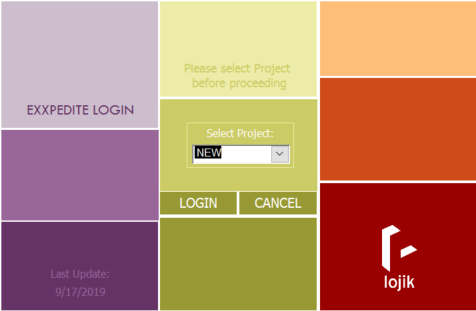 EXXPEDITE LOGIN
Please select Project
before proceeding
Select Project:
NEW
LOGIN
CANCEL
Last Update:
9/17/2019
lojik